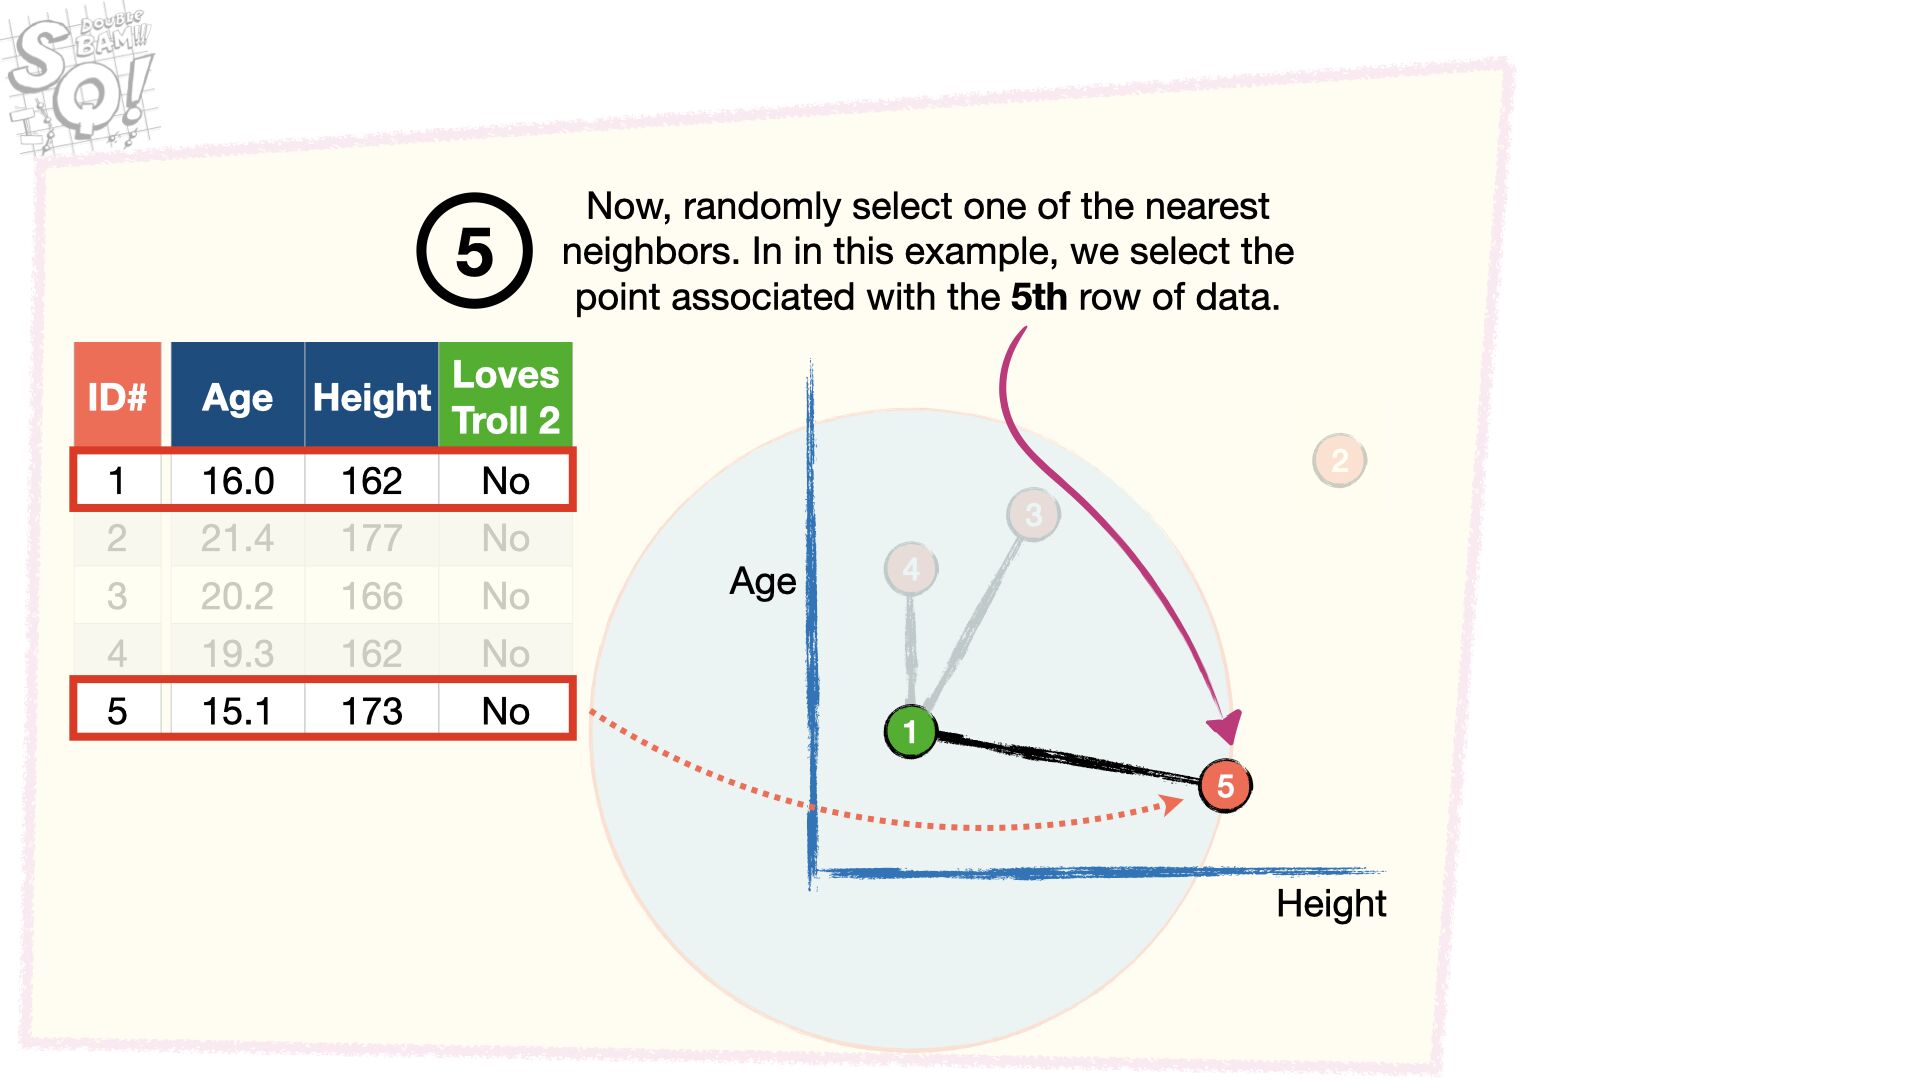 DOUBLE
BAM!!!
SQ!
5
Now, randomly select one of the nearest
neighbors. In in this example, we select the
point associated with the 5th row of data.
ID# Age Height Loves Troll 2
1 16.0 162 No
2 21.4 177 No
3 20.2 166 No
4 19.3 162 No
5 15.1 173 No
2
3
4
Age
1
5
Height